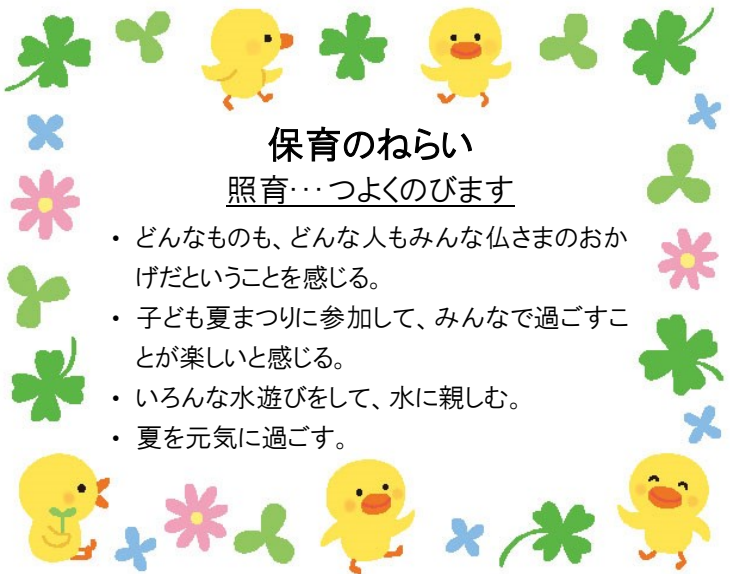 保育のねらい
照育…つよくのびます
・ どんなものも、どんな人もみんな仏さまのおか
げだということを感じる。
・ 子ども夏まつりに参加して、みんなで過ごすこ
とが楽しいと感じる。
・ いろんな水遊びをして、水に親しむ。
・ 夏を元気に過ごす。